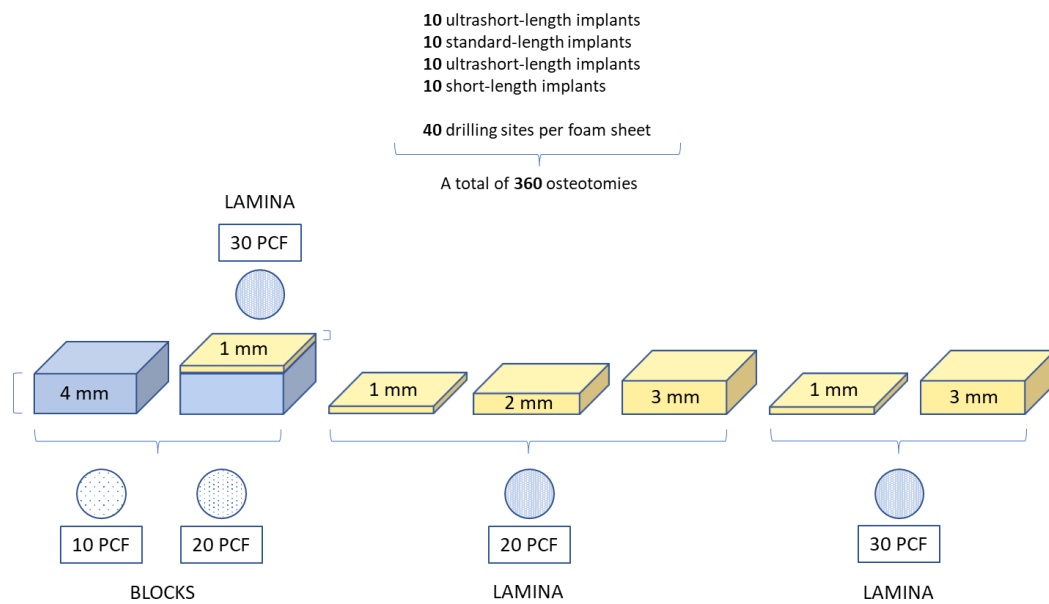 10 ultrashort-length implants
10 standard-length implants
10 ultrashort-length implants
10 short-length implants
40 drilling sites per foam sheet
A total of 360 osteotomies
LAMINA
30 PCF
1 mm
4 mm
1 mm
2 mm
3 mm
1 mm
3 mm
10 PCF
20 PCF
20 PCF
30 PCF
BLOCKS
LAMINA
LAMINA